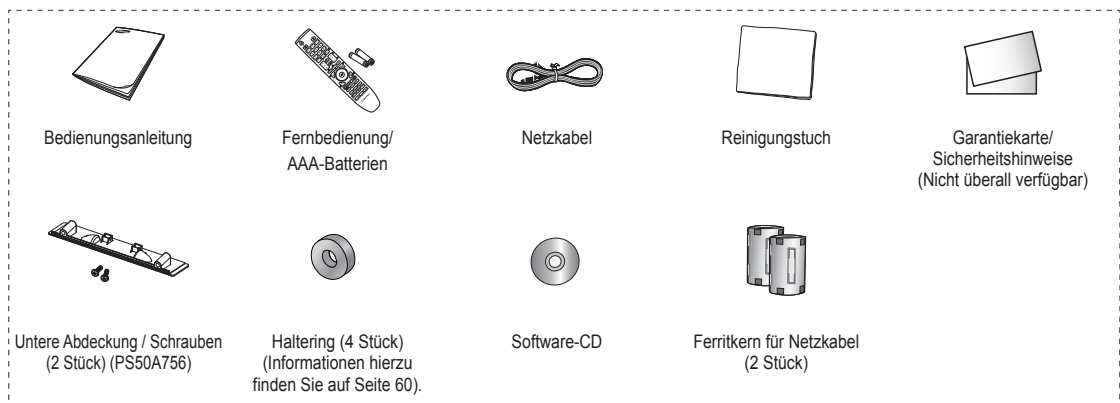 Bedienungsanleitung
Fernbedienung/
AAA-Batterien
Netzkabel
Reinigungstuch
Garantiekarte/
Sicherheitshinweise
(Nicht überall verfügbar)
Untere Abdeckung / Schrauben
(2 Stück) (PS50A756)
Haltering (4 Stück)
(Informationen hierzu
finden Sie auf Seite 60).
Software-CD
Ferritkern für Netzkabel
(2 Stück)